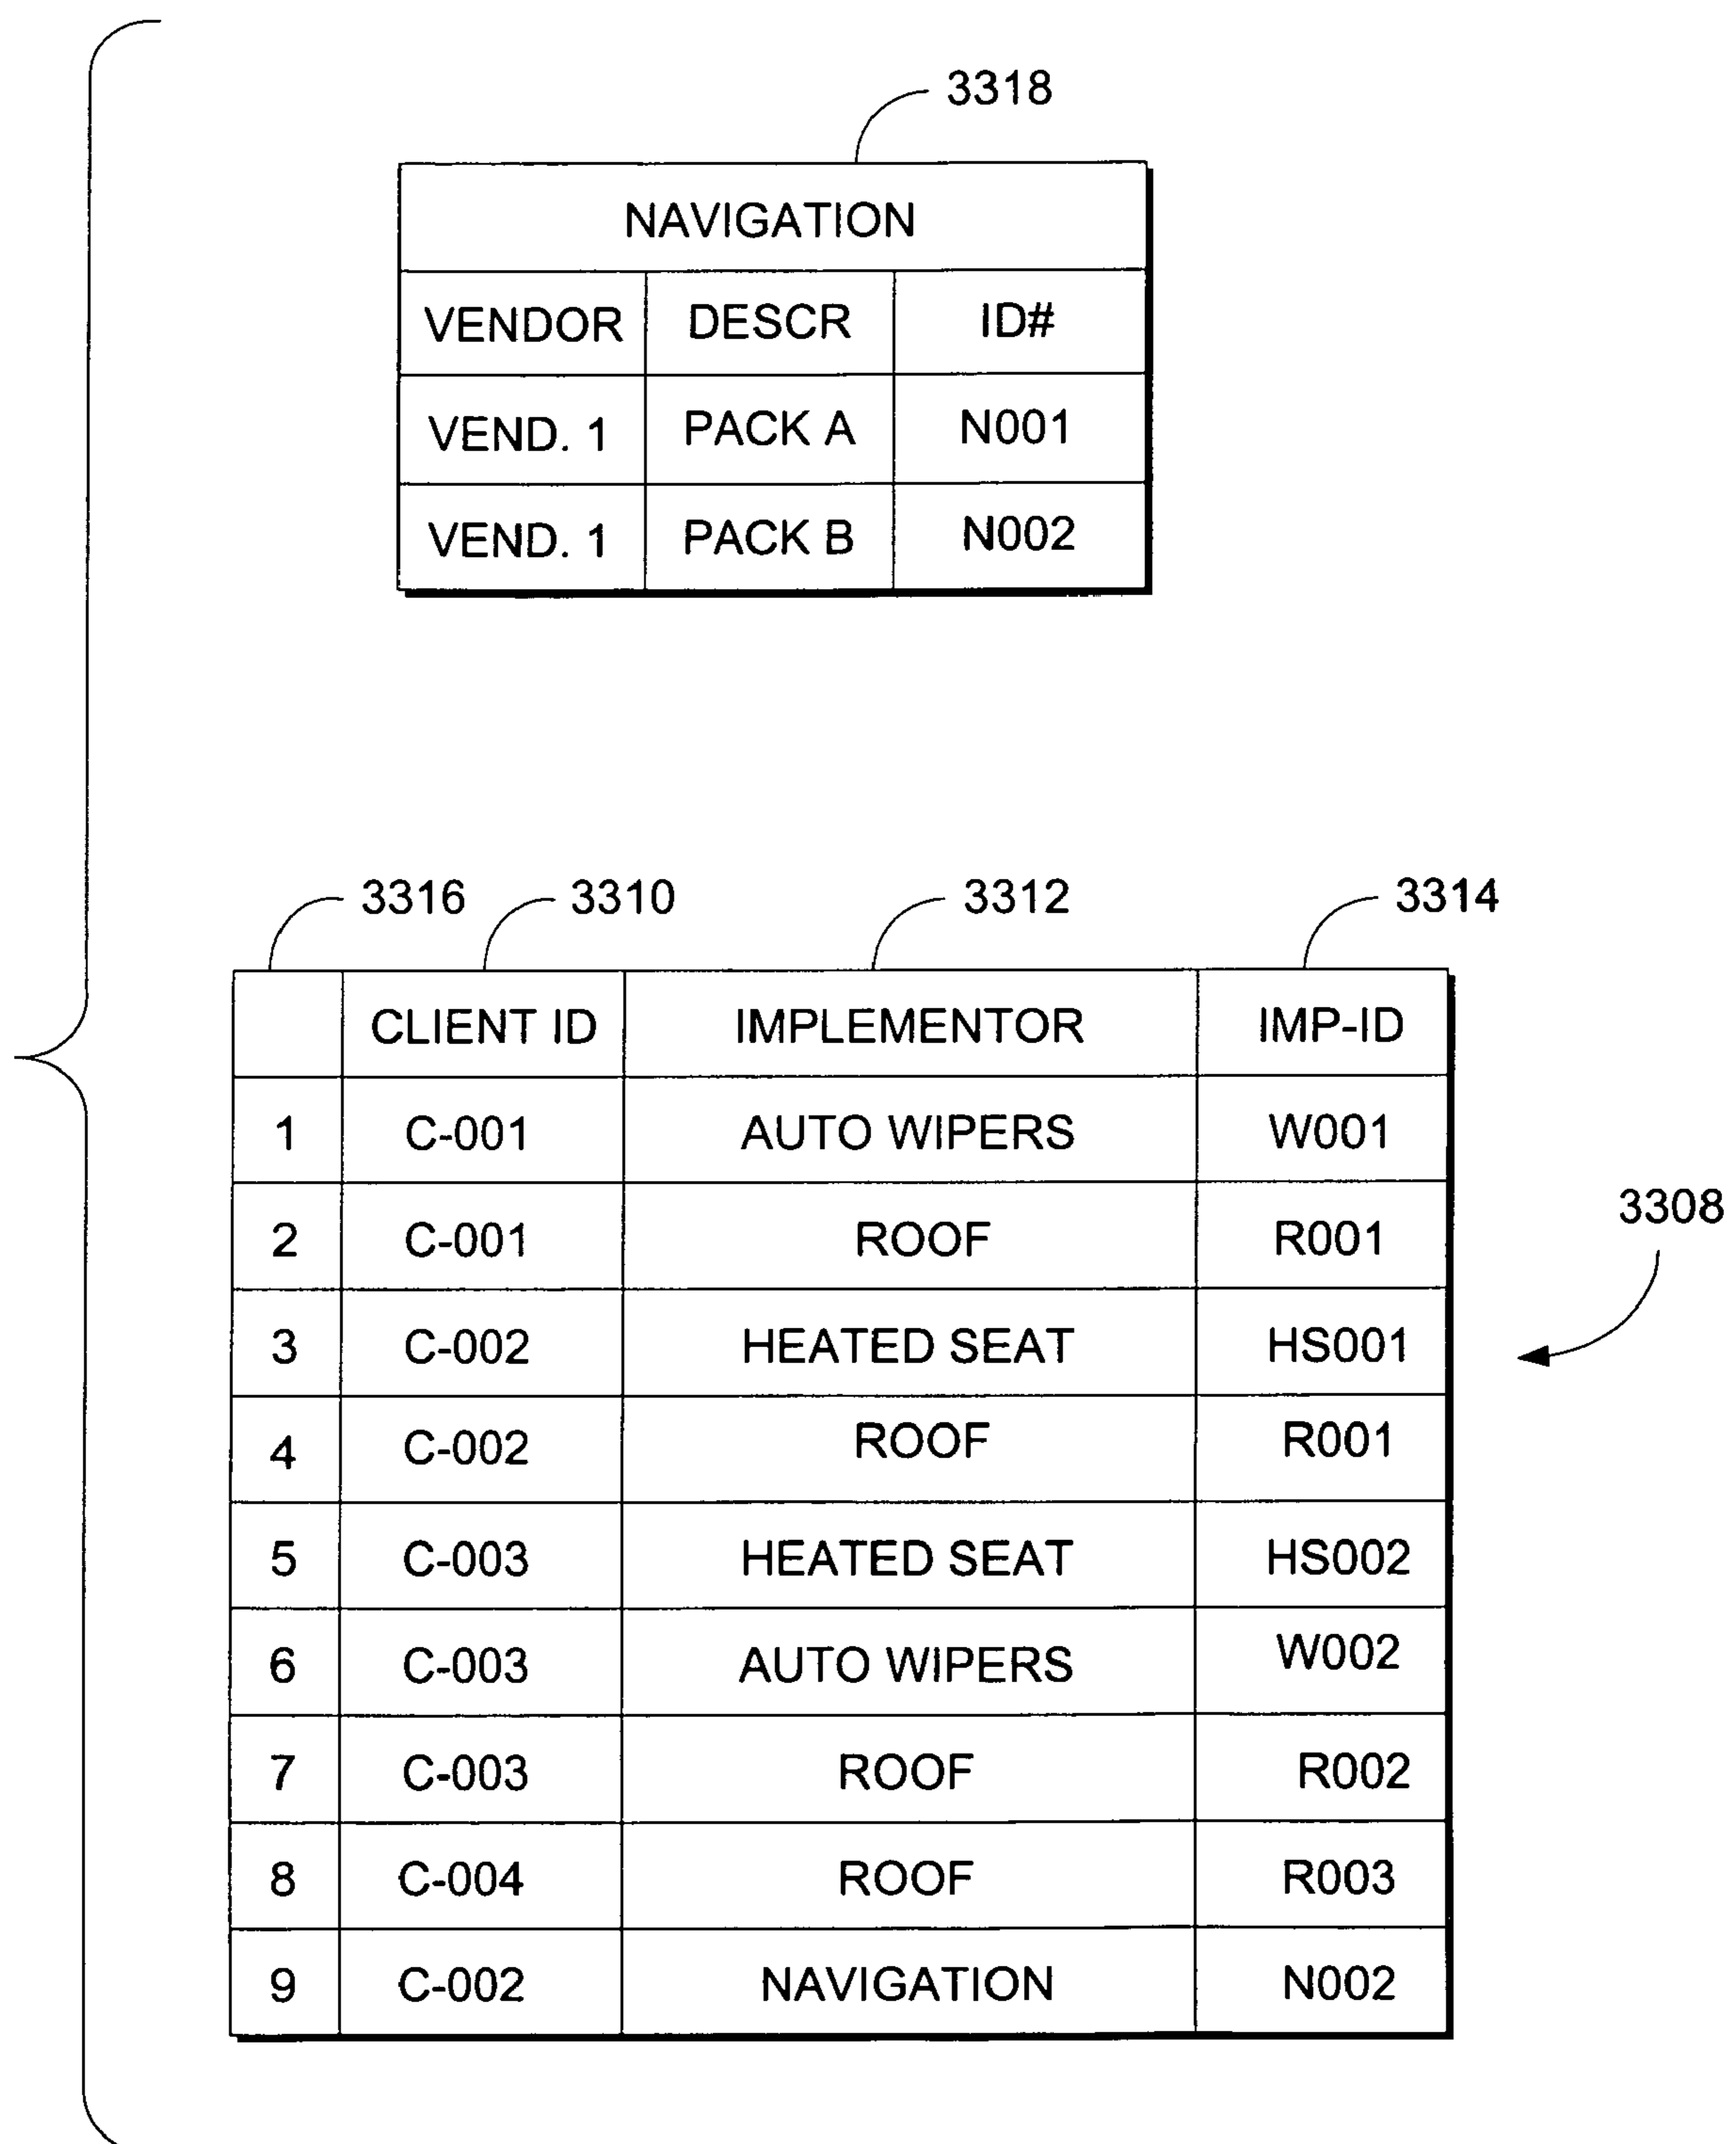 3318
NAVIGATION
VENDOR DESCR ID#
VEND. 1 PACK A N001
VEND. 1 PACK B N002
3316 3310 3312 3314
CLIENT ID IMPLEMENTOR IMP-ID
1 C-001 AUTO WIPERS W001
2 C-001 ROOF R001
3308
3 C-002 HEATED SEAT HS001
4 C-002 ROOF R001
5 C-003 HEATED SEAT HS002
6 C-003 AUTO WIPERS W002
7 C-003 ROOF R002
8 C-004 ROOF R003
9 C-002 NAVIGATION N002